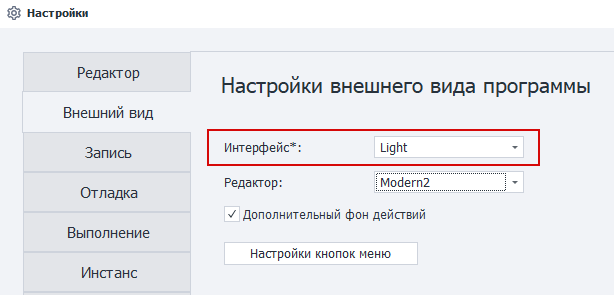 Настройки
Редактор
Внешний вид
Запись
Отладка
Выполнение
Инстанс
Настройки внешнего вида программы
Интерфейс*: Light
Редактор: Modern2
Дополнительный фон действий
Настройки кнопок меню